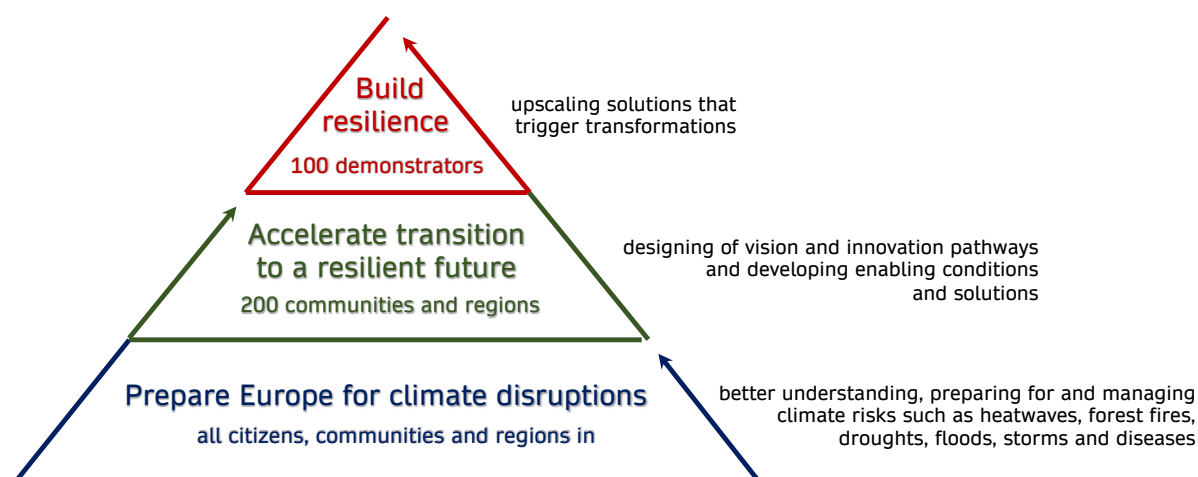 Build
resilience
100 demonstrators
upscaling solutions that
trigger transformations
Accelerate transition
to a resilient future
200 communities and regions
designing of vision and innovation pathways
and developing enabling conditions
and solutions
Prepare Europe for climate disruptions
all citizens, communities and regions in
better understanding, preparing for and managing
climate risks such as heatwaves, forest fires,
droughts, floods, storms and diseases